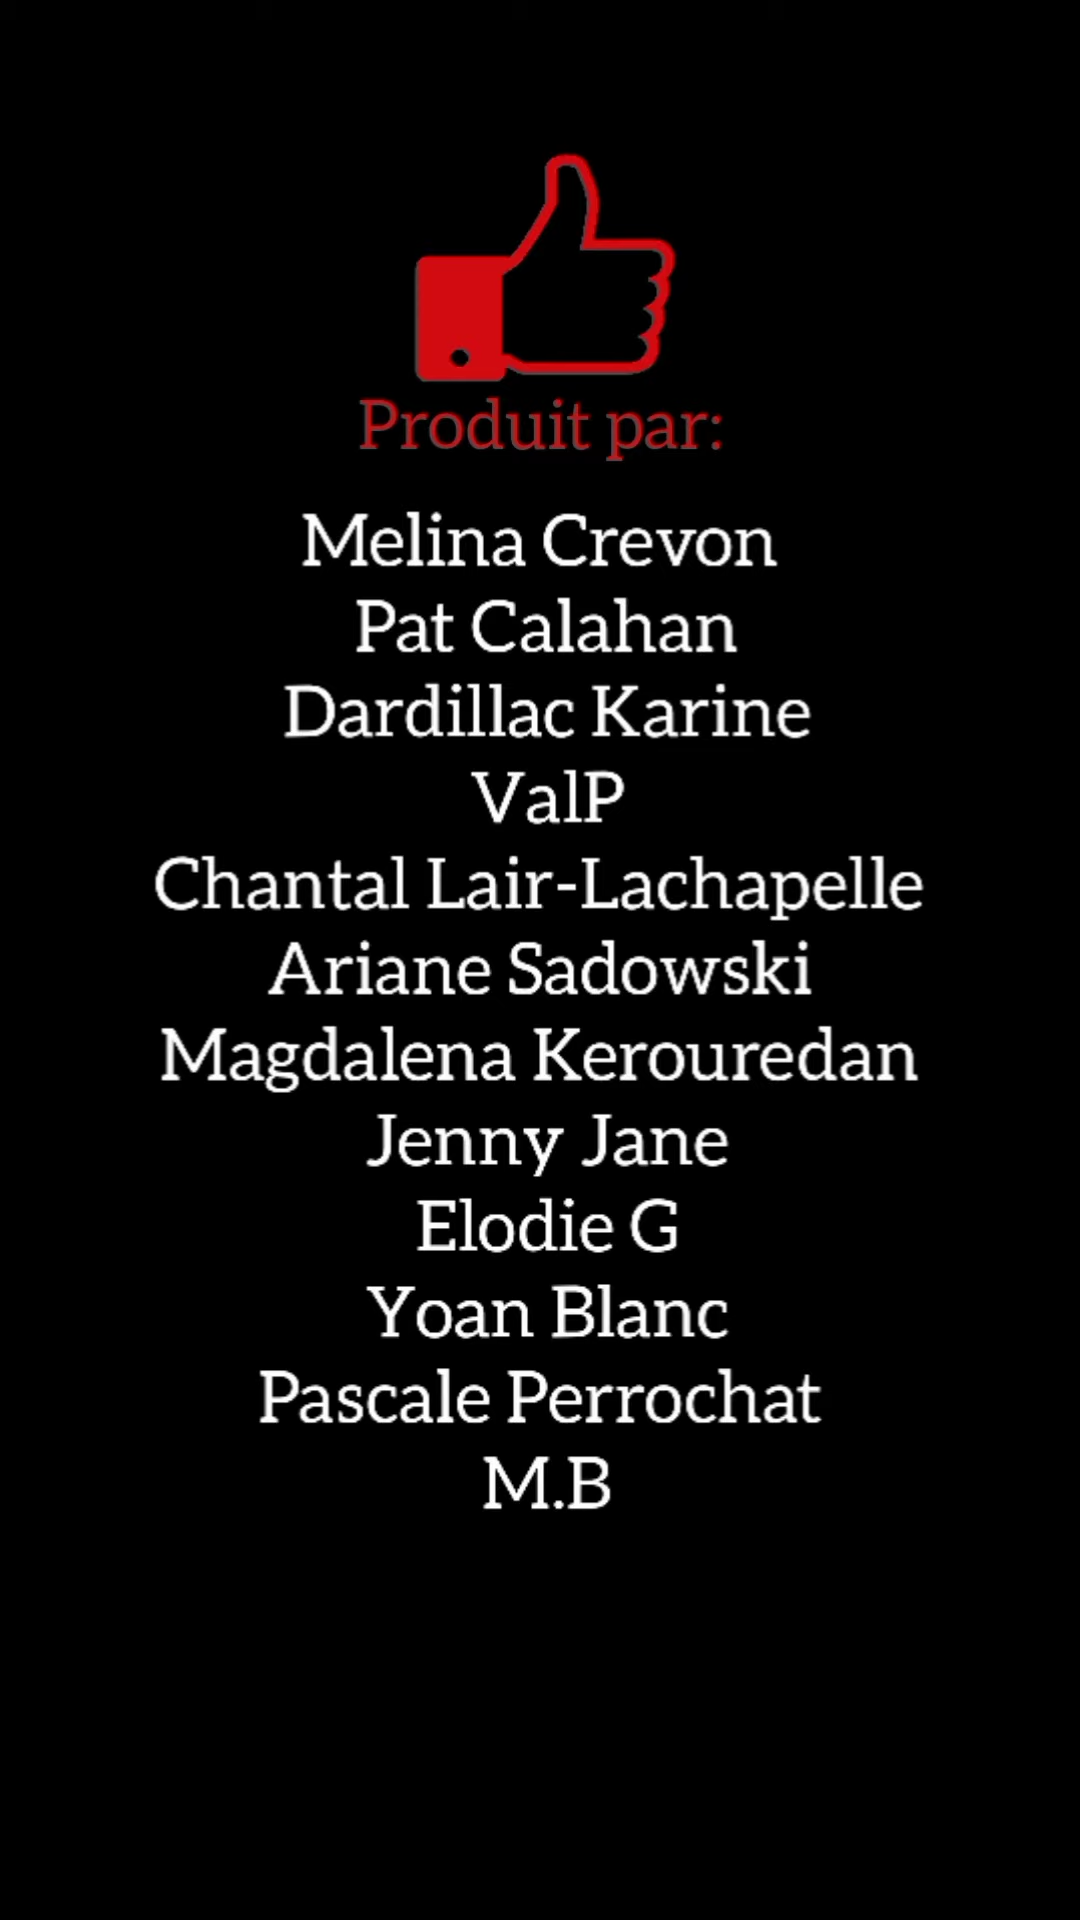 Produit par:
Melina Crevon
Pat Calahan
Dardillac Karine
ValP
Chantal Lair-Lachapelle
Ariane Sadowski
Magdalena Kerouredan
Jenny Jane
Elodie G
Yoan Blanc
Pascale Perrochat
M.B